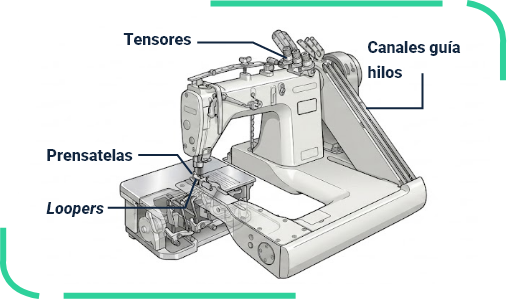 Tensores
Canales guía
hilos
Prensatelas
Loopers